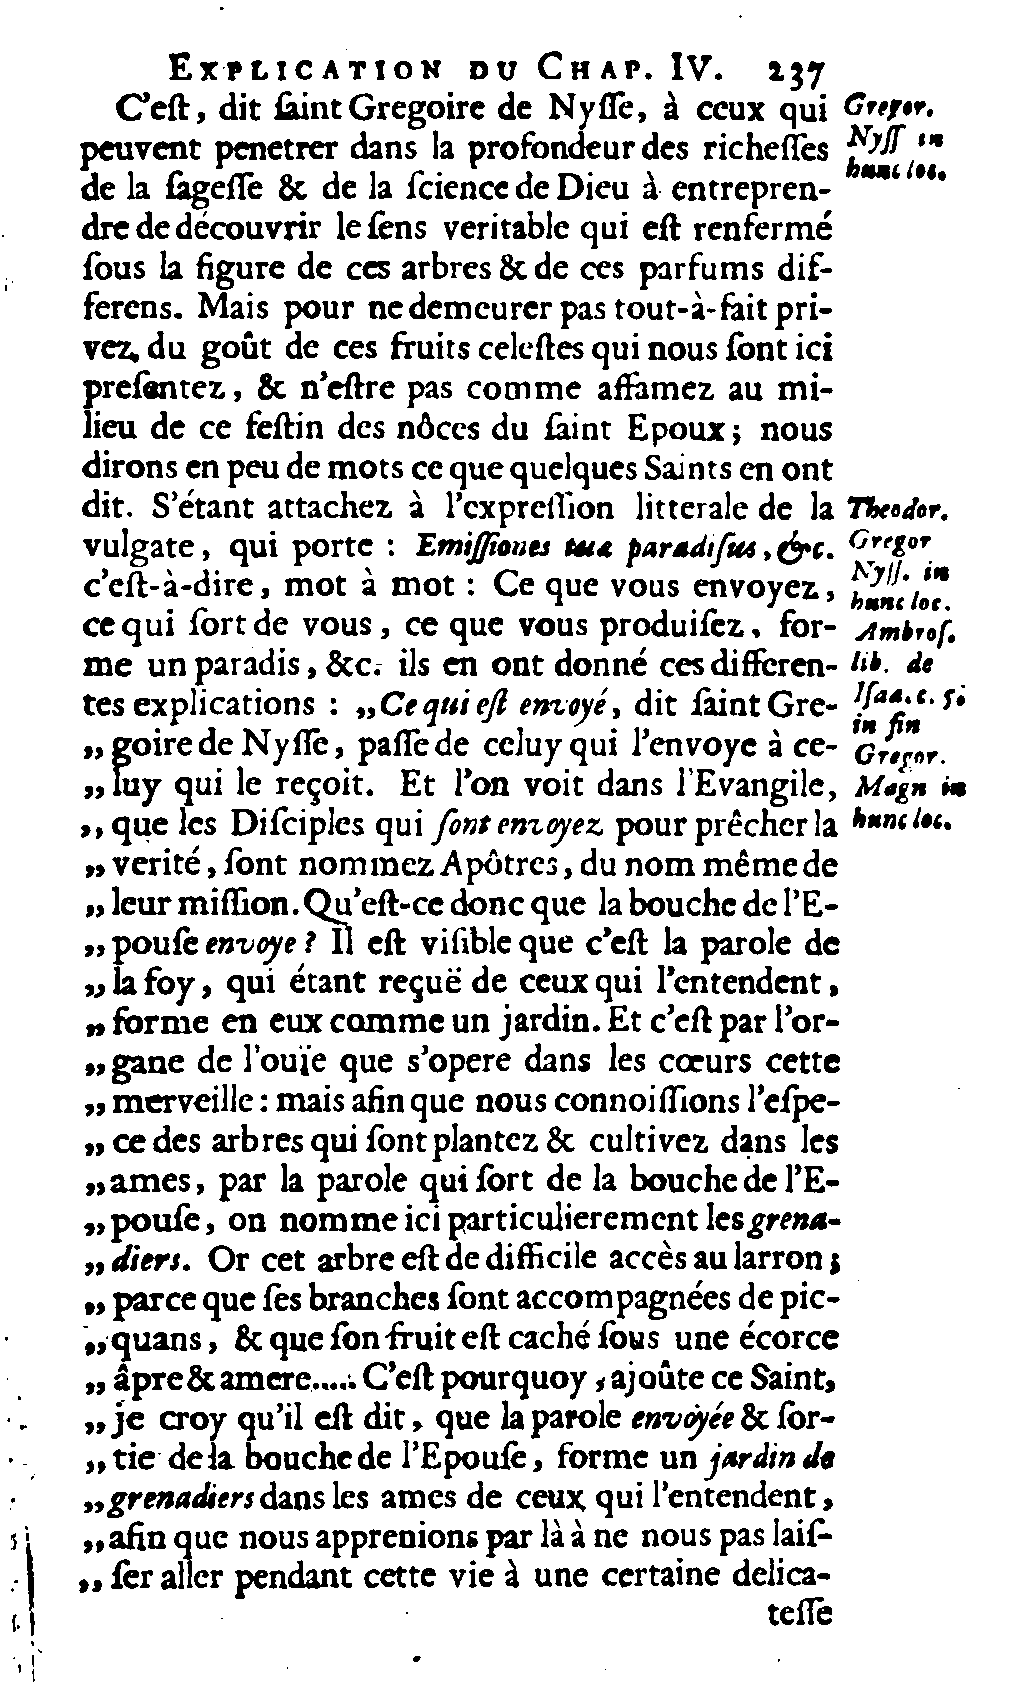 EXPLICATION DU CHAP. IV. 237
C'eſt, dit ſaint Gregoire de Nyſſe, à ceux qui
peuvent penetrer dans la profondeur des richeſſes
de la ſageſſe & de la ſcience de Dieu à entrepren-
dre de découvrir le ſens veritable qui eſt renfermé
ſous la figure de ces arbres & de ces parfums dif-
ferens. Mais pour ne demeurer pas tout-à-fait pri-
vez du goût de ces fruits celeſtes qui nous ſont ici
preſentez, & n'eſtre pas comme affamez au mi-
lieu de ce feſtin des nôces du ſaint Epoux; nous
dirons en peu de mots ce que quelques Saints en ont
dit. S'étant attachez à l'expreſſion litterale de la
vulgate, qui porte : Emiſſiones tua paradiſus, &c.
c'eſt-à-dire, mot à mot : Ce que vous envoyez,
ce qui ſort de vous, ce que vous produiſez, for-
me un paradis, &c. ils en ont donné ces differen-
tes explications : „Ce qui eſt envoyé, dit ſaint Gre-
„goire de Nyſſe, paſſe de celuy qui l'envoye à ce-
„luy qui le reçoit. Et l'on voit dans l'Evangile,
„que les Diſciples qui ſont envoyez pour prêcher la
„verité, ſont nommez Apôtres, du nom même de
„leur miſſion. Qu'eſt-ce donc que la bouche de l'E-
„pouſe envoye? Il eſt viſible que c'eſt la parole de
„la foy, qui étant reçuë de ceux qui l'entendent,
„forme en eux comme un jardin. Et c'eſt par l'or-
„gane de l'ouïe que s'opere dans les cœurs cette
„merveille : mais afin que nous connoiſſions l'eſpe-
„ce des arbres qui ſont plantez & cultivez dans les
„ames, par la parole qui ſort de la bouche de l'E-
„pouſe, on nomme ici particulierement les grena-
„diers. Or cet arbre eſt de difficile accès au larron;
„parce que ſes branches ſont accompagnées de pic-
„quans, & que ſon fruit eſt caché ſous une écorce
„âpre & amere..... C'eſt pourquoy, ajoûte ce Saint,
„je croy qu'il eſt dit, que la parole envoyée & ſor-
„tie de la bouche de l'Epouſe, forme un jardin de
„grenadiers dans les ames de ceux qui l'entendent,
„afin que nous apprenions par là à ne nous pas laiſ-
„ſer aller pendant cette vie à une certaine delica-
teſſe
Gregor.
Nyſſ in
hunc loc.
Theodor.
Gregor
Nyſſ. in
hunc loc.
Ambroſ.
lib. de
Iſaa. c. 5.
in fin
Gregor.
Magn in
hunc loc.